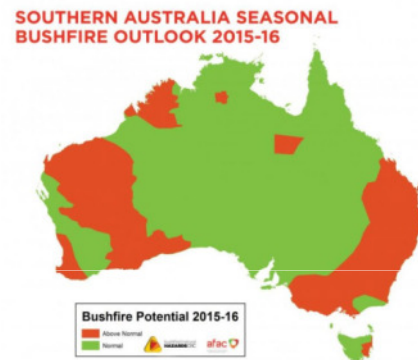 SOUTHERN AUSTRALIA SEASONAL
BUSHFIRE OUTLOOK 2015-16
Bushfire Potential 2015-16
Above Normal
Normal
afac